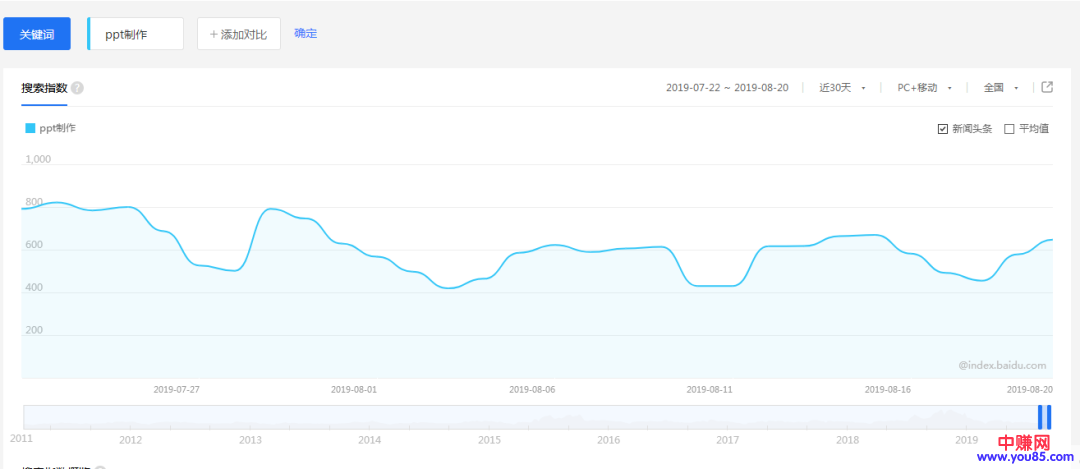 关键词 ppt制作 + 添加对比 确定
搜索指数 ? 2019-07-22 ~ 2019-08-20 近30天 PC+移动 全国
ppt制作 新闻头条 平均值
1,000
800
600
400
200
@index.baidu.com
2019-07-27 2019-08-01 2019-08-06 2019-08-11 2019-08-16 2019-08-20
2011 2012 2013 2014 2015 2016 2017 2018 2019
中赚网
www.you85.com